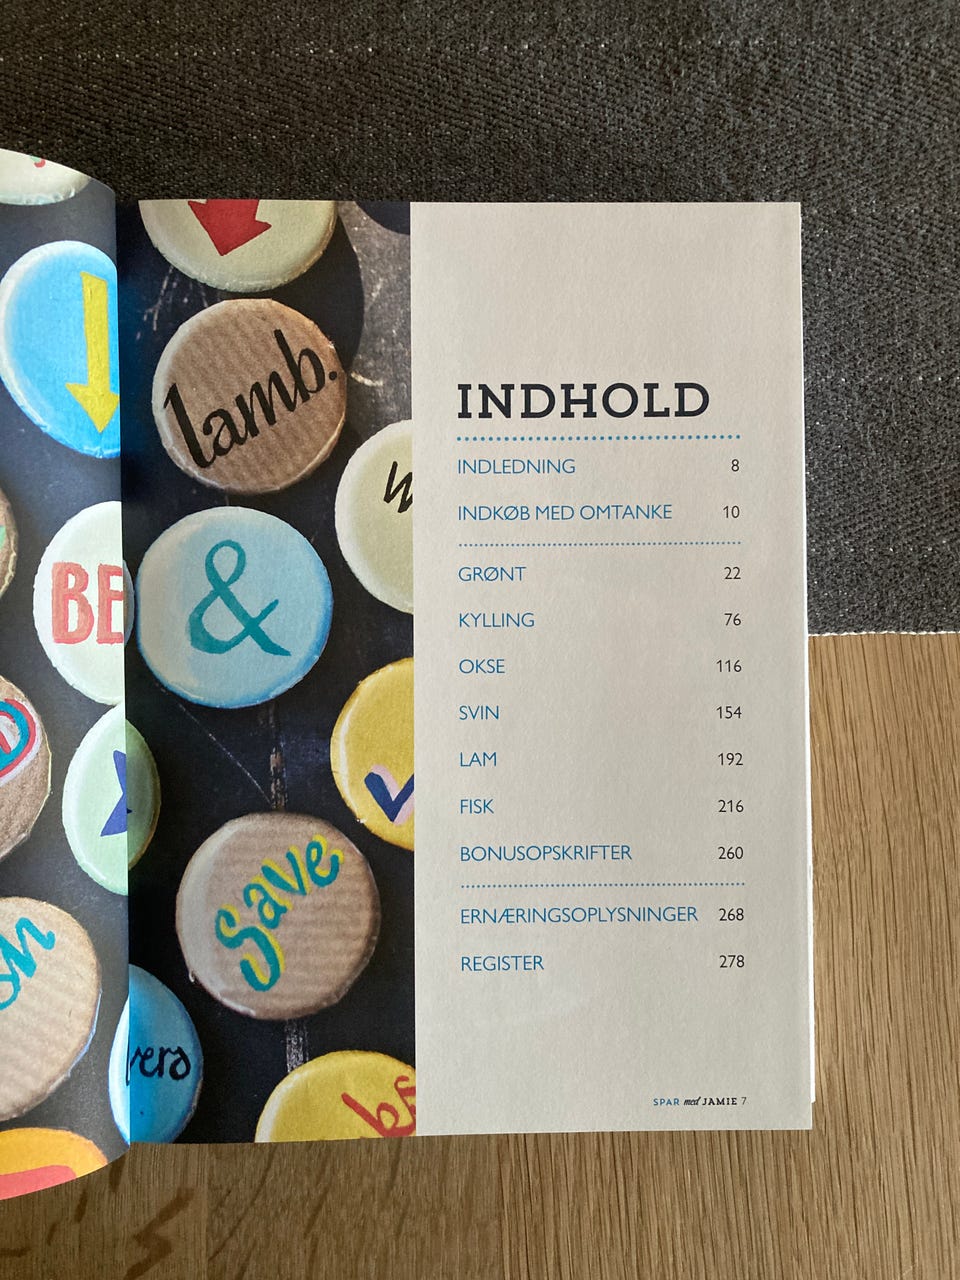 lamb.
BE
&
save
INDHOLD
INDLEDNING 8
INDKØB MED OMTANKE 10
GRØNT 22
KYLLING 76
OKSE 116
SVIN 154
LAM 192
FISK 216
BONUSOPSKRIFTER 260
ERNÆRINGSOPLYSNINGER 268
REGISTER 278
SPAR med JAMIE 7